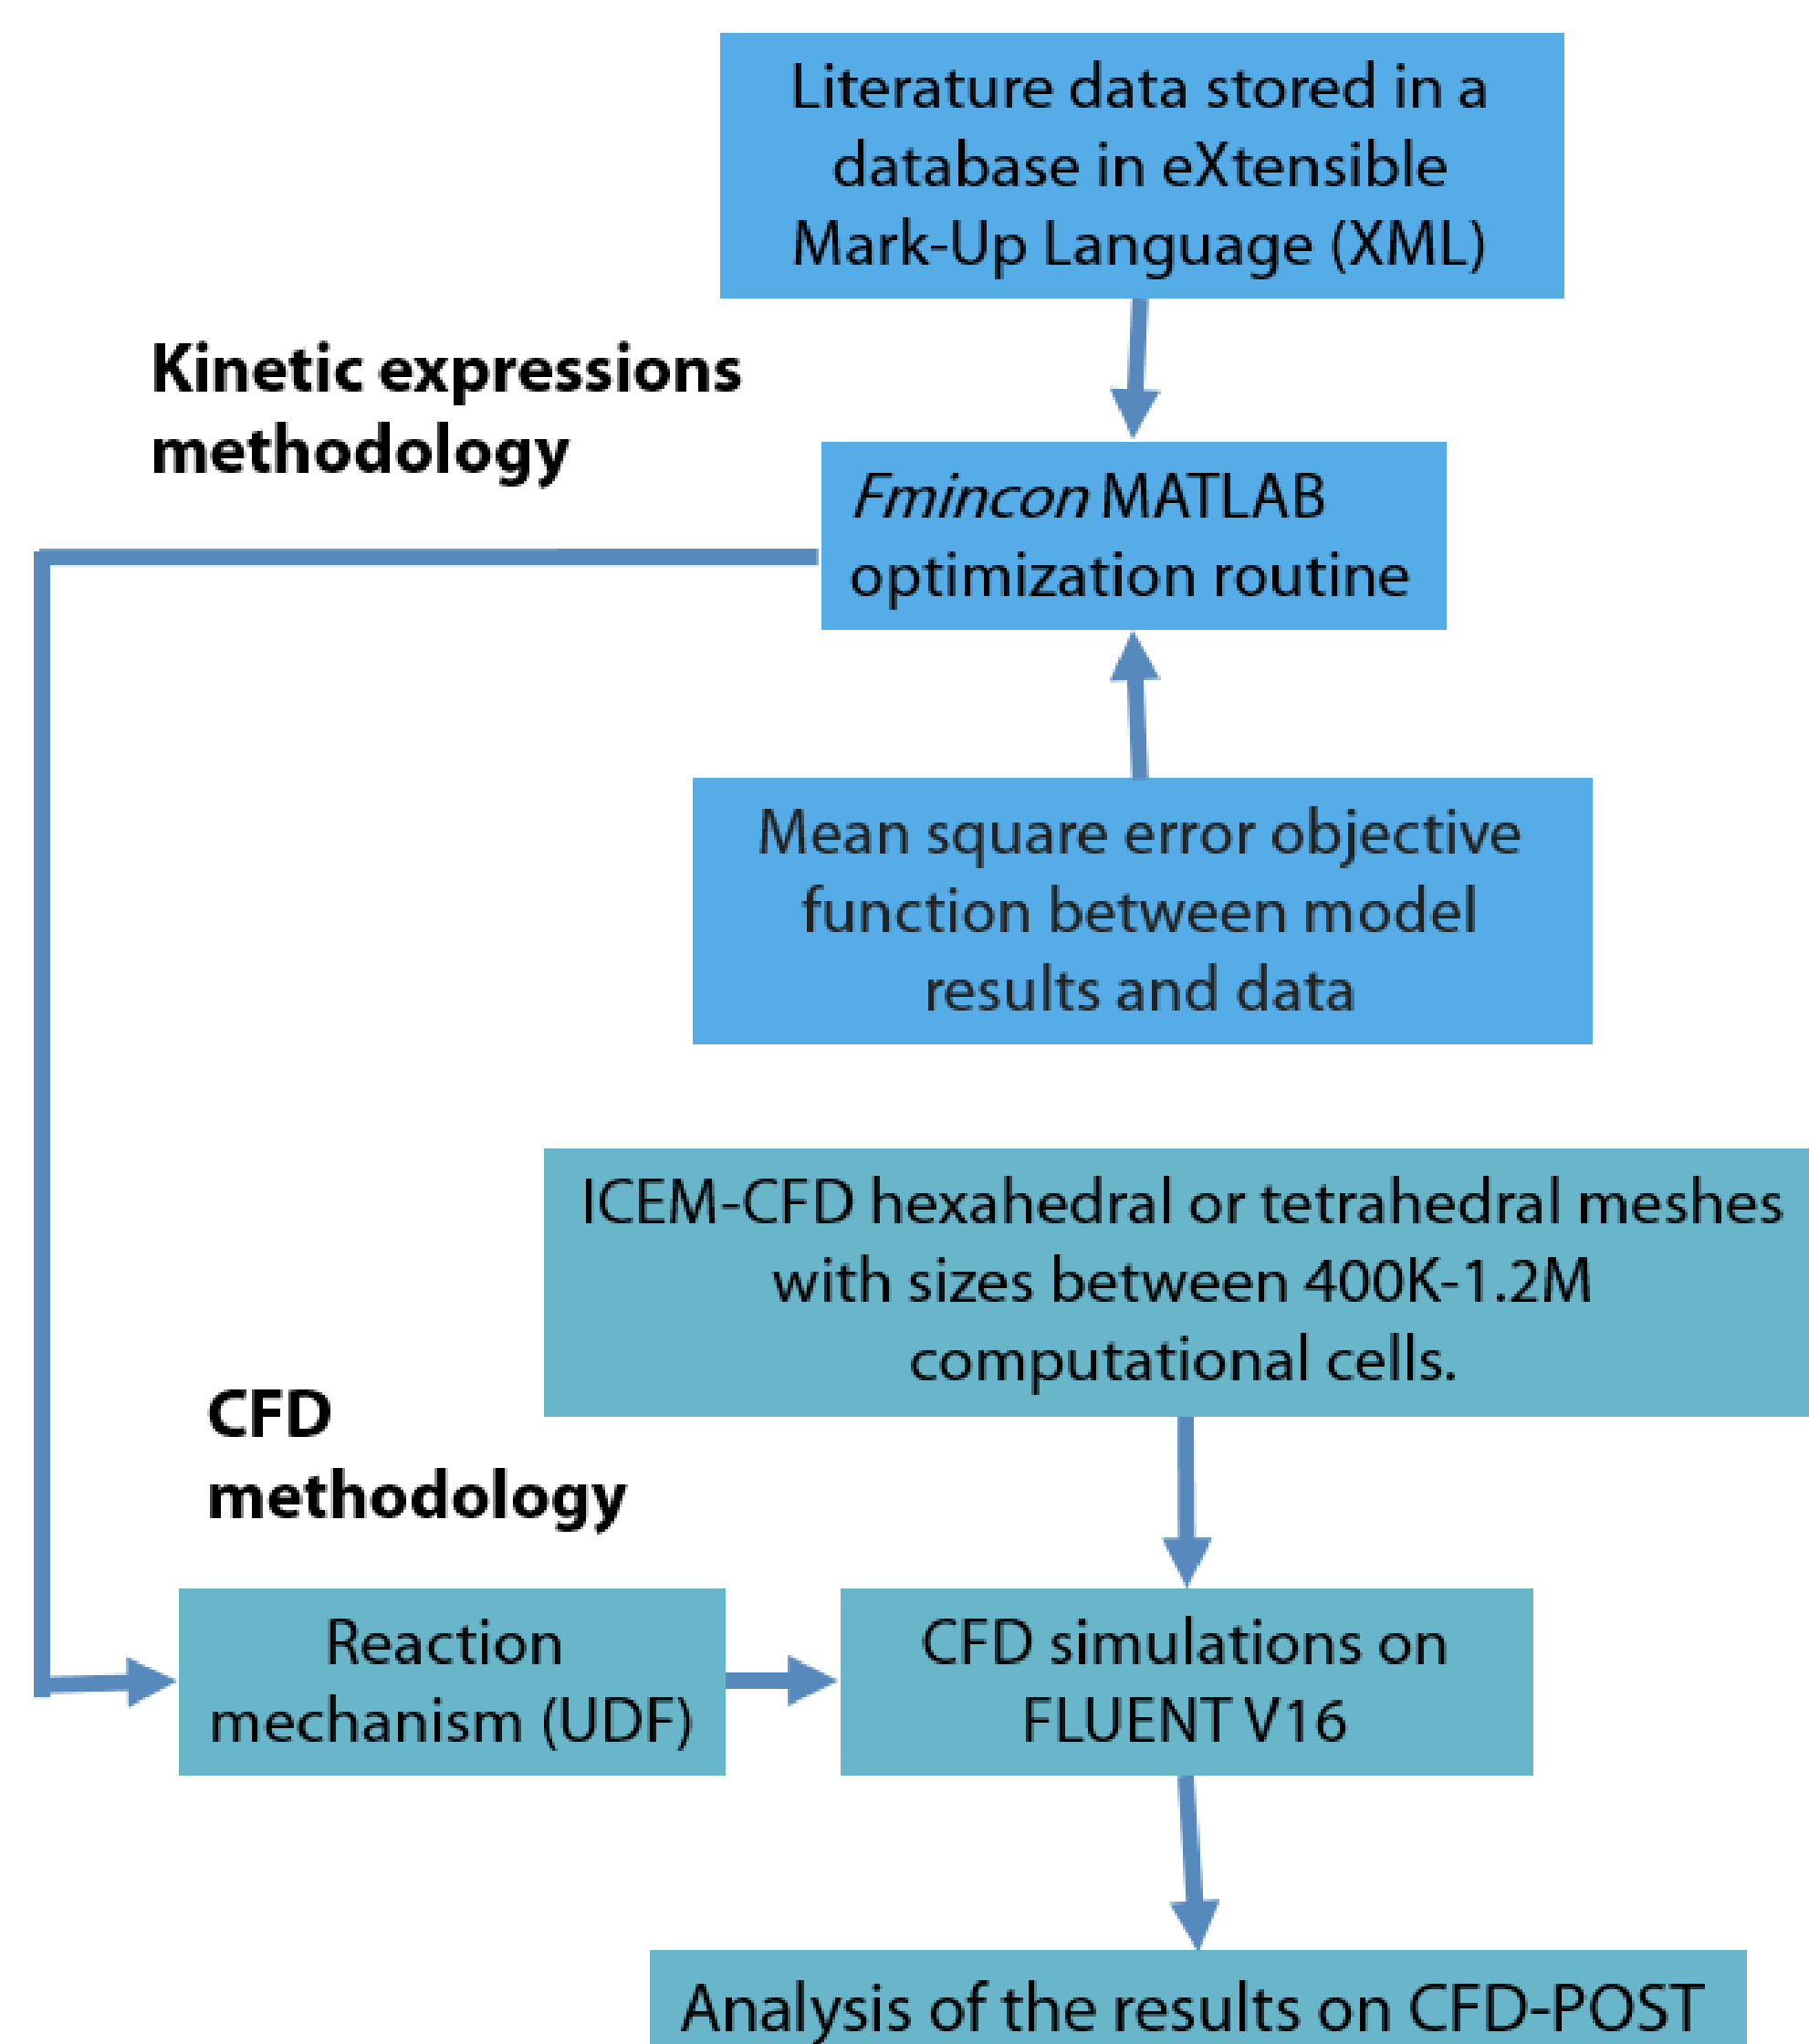 Literature data stored in a
database in eXtensible
Mark-Up Language (XML)
Kinetic expressions
methodology
Fmincon MATLAB
optimization routine
Mean square error objective
function between model
results and data
ICEM-CFD hexahedral or tetrahedral meshes
with sizes between 400K-1.2M
computational cells.
CFD
methodology
Reaction
mechanism (UDF)
CFD simulations on
FLUENT V16
Analysis of the results on CFD-POST